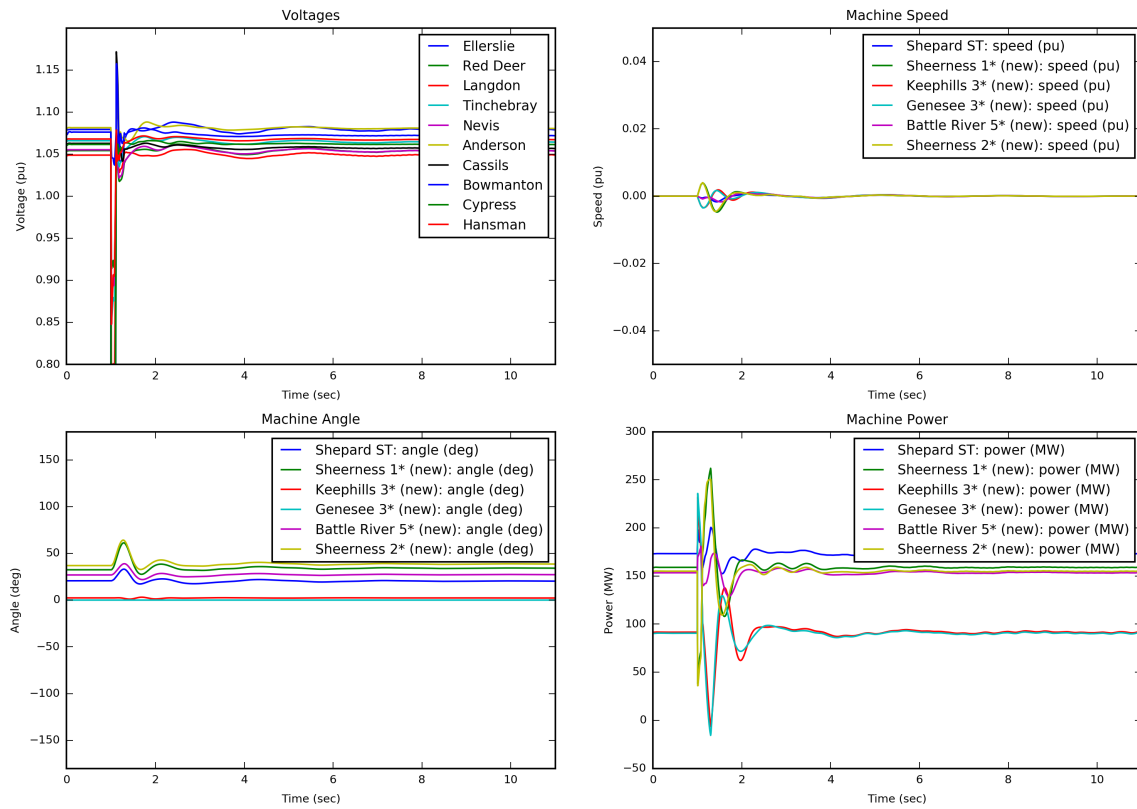 Voltages
Voltage (pu)
1.15
1.10
1.05
1.00
0.95
0.90
0.85
0.80
Ellerslie
Red Deer
Langdon
Tinchebray
Nevis
Anderson
Cassils
Bowmanton
Cypress
Hansman
0 2 4 6 8 10
Time (sec)
Machine Speed
Speed (pu)
0.04
0.02
0.00
−0.02
−0.04
Shepard ST: speed (pu)
Sheerness 1* (new): speed (pu)
Keephills 3* (new): speed (pu)
Genesee 3* (new): speed (pu)
Battle River 5* (new): speed (pu)
Sheerness 2* (new): speed (pu)
0 2 4 6 8 10
Time (sec)
Machine Angle
Angle (deg)
150
100
50
0
−50
−100
−150
Shepard ST: angle (deg)
Sheerness 1* (new): angle (deg)
Keephills 3* (new): angle (deg)
Genesee 3* (new): angle (deg)
Battle River 5* (new): angle (deg)
Sheerness 2* (new): angle (deg)
0 2 4 6 8 10
Time (sec)
Machine Power
Power (MW)
300
250
200
150
100
50
0
−50
Shepard ST: power (MW)
Sheerness 1* (new): power (MW)
Keephills 3* (new): power (MW)
Genesee 3* (new): power (MW)
Battle River 5* (new): power (MW)
Sheerness 2* (new): power (MW)
0 2 4 6 8 10
Time (sec)